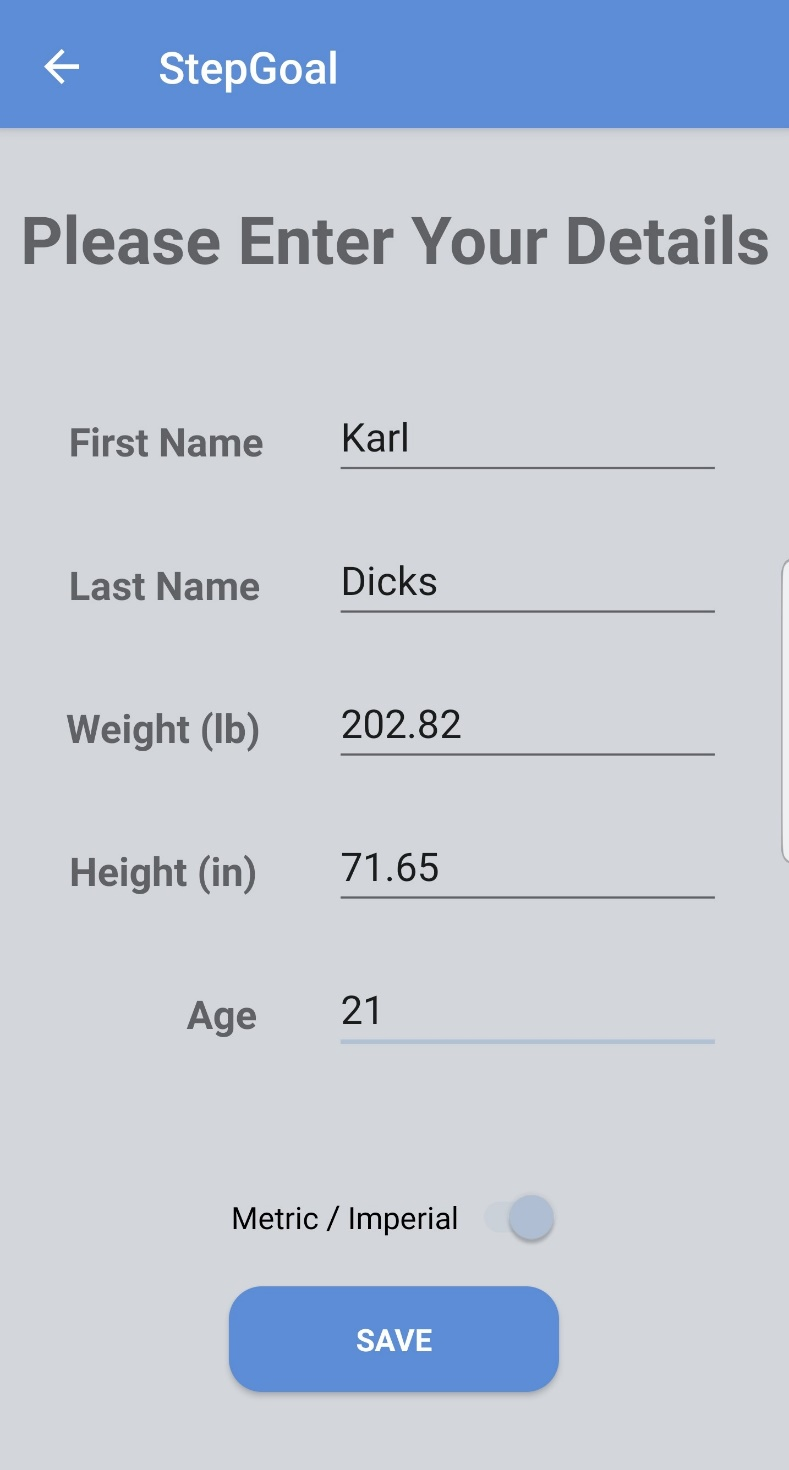 StepGoal
Please Enter Your Details
First Name Karl
Last Name Dicks
Weight (lb) 202.82
Height (in) 71.65
Age 21
Metric / Imperial
SAVE